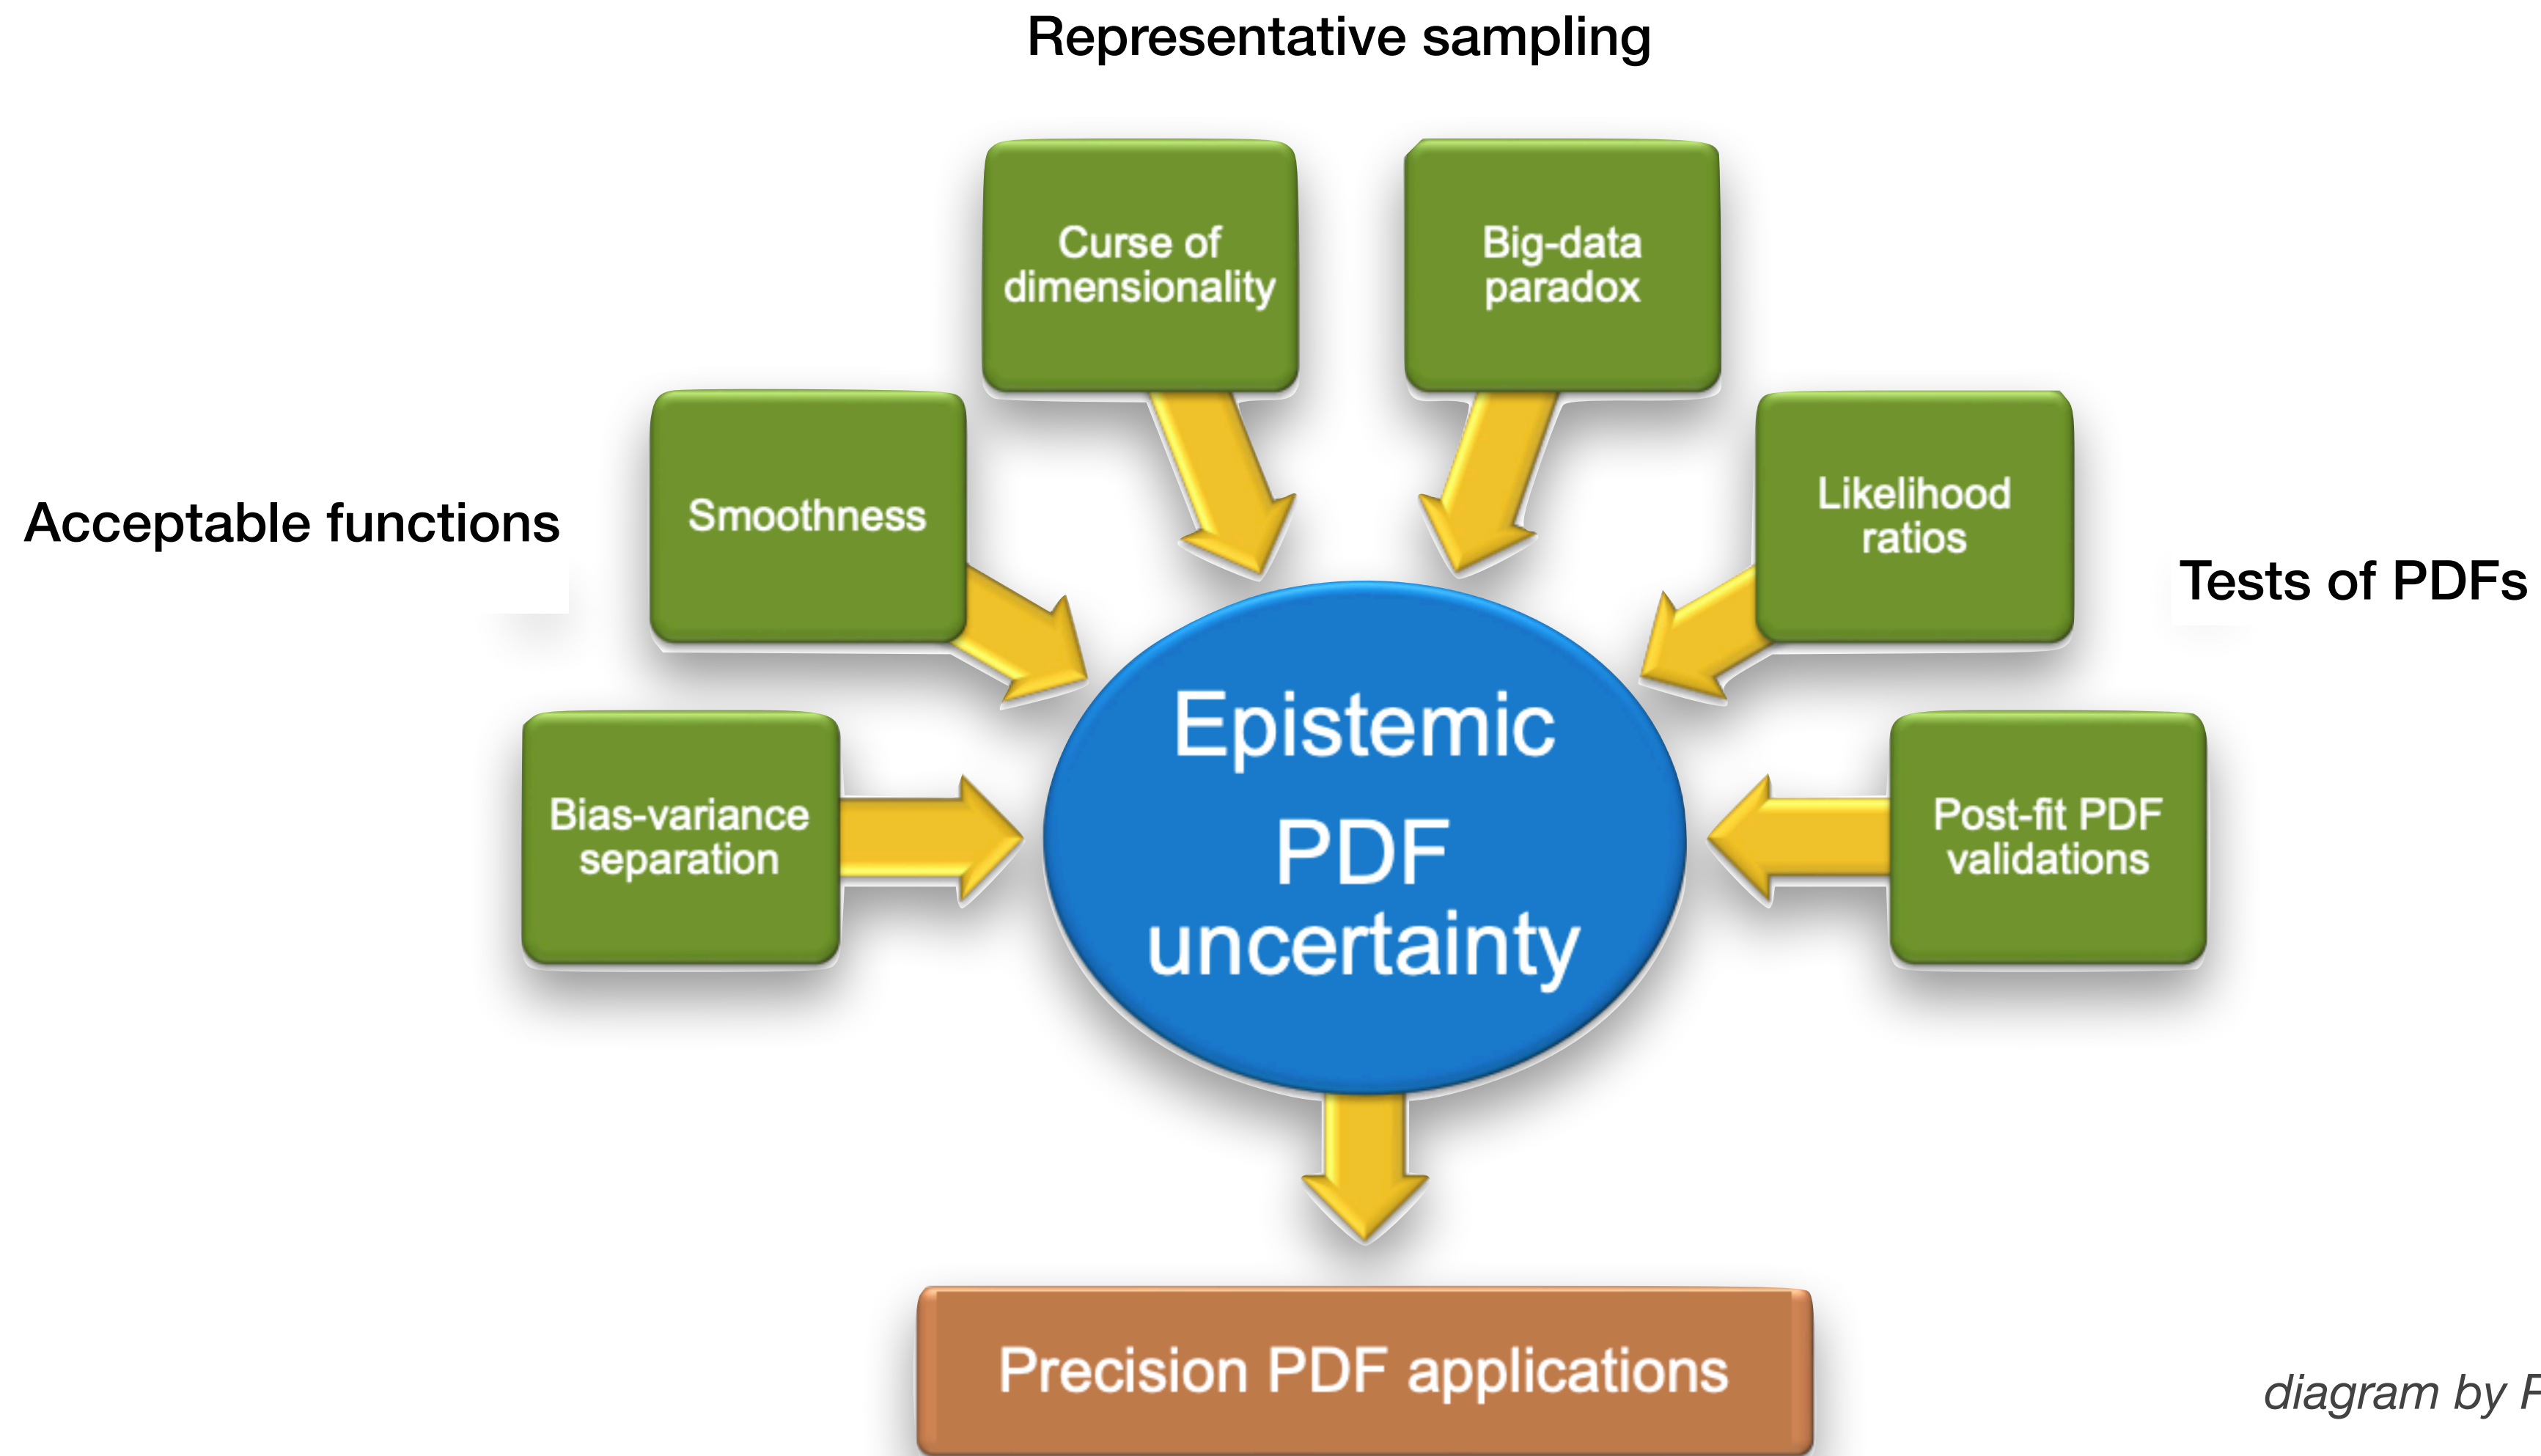 Representative sampling
Curse of
dimensionality
Big-data
paradox
Acceptable functions
Smoothness
Likelihood
ratios
Tests of PDFs
Bias-variance
separation
Epistemic
PDF
uncertainty
Post-fit PDF
validations
Precision PDF applications
diagram by